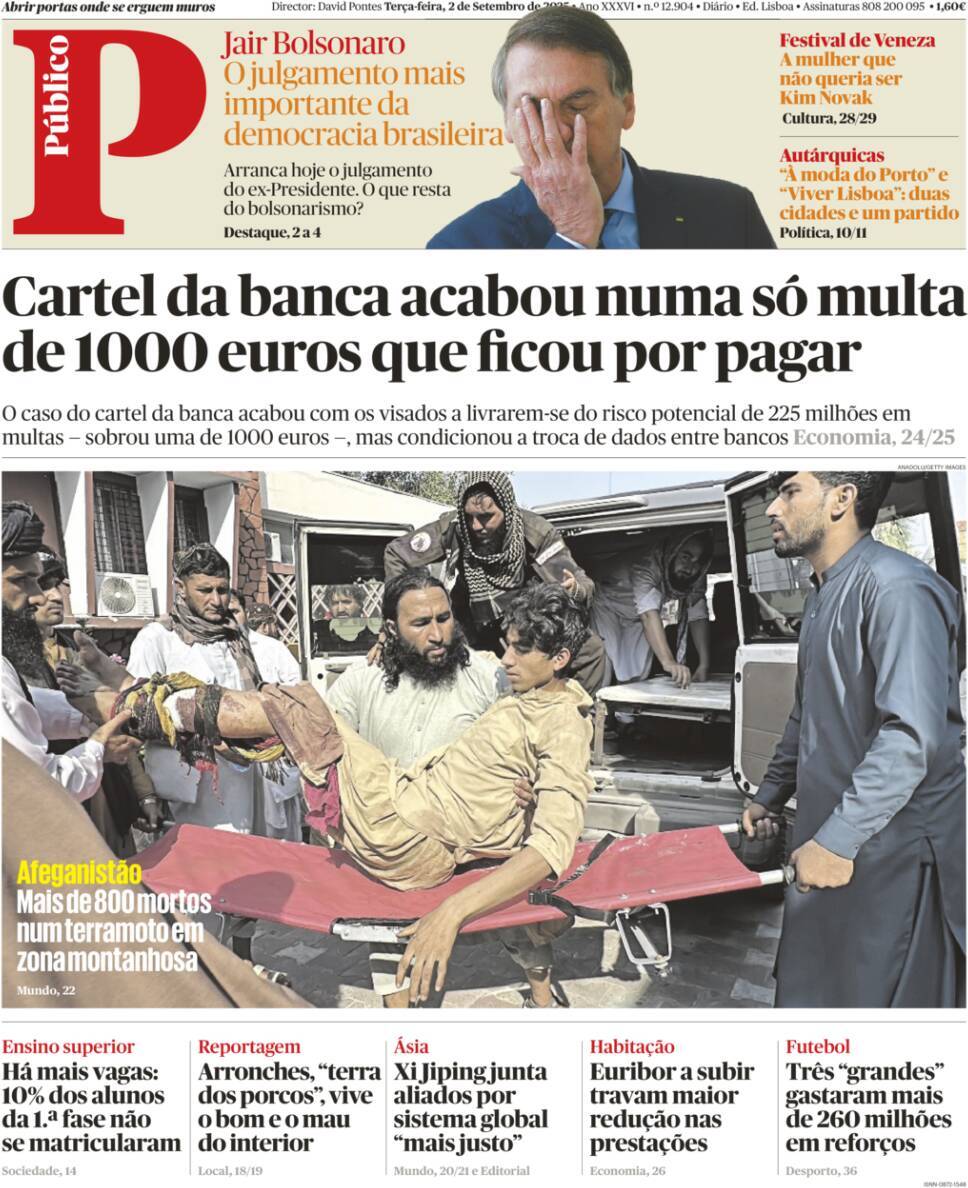 Abrir portas onde se erguem muros
Director: David Pontes Terça-feira, 2 de Setembro de 2025 • Ano XXXVI • n.º 12.904 • Diário • Ed. Lisboa • Assinaturas 808 200 095 • 1,60€
Público
P
Jair Bolsonaro
O julgamento mais
importante da
democracia brasileira
Arranca hoje o julgamento
do ex-Presidente. O que resta
do bolsonarismo?
Destaque, 2 a 4
Festival de Veneza
A mulher que
não queria ser
Kim Novak
Cultura, 28/29
Autárquicas
“À moda do Porto” e
“Viver Lisboa”: duas
cidades e um partido
Política, 10/11
Cartel da banca acabou numa só multa
de 1000 euros que ficou por pagar
O caso do cartel da banca acabou com os visados a livrarem-se do risco potencial de 225 milhões em
multas — sobrou uma de 1000 euros —, mas condicionou a troca de dados entre bancos Economia, 24/25
ANADOLU/GETTY IMAGES
Afeganistão
Mais de 800 mortos
num terramoto em
zona montanhosa
Mundo, 22
Ensino superior
Há mais vagas:
10% dos alunos
da 1.ª fase não
se matricularam
Sociedade, 14
Reportagem
Arronches, “terra
dos porcos”, vive
o bom e o mau
do interior
Local, 18/19
Ásia
Xi Jiping junta
aliados por
sistema global
“mais justo”
Mundo, 20/21 e Editorial
Habitação
Euribor a subir
travam maior
redução nas
prestações
Economia, 26
Futebol
Três “grandes”
gastaram mais
de 260 milhões
em reforços
Desporto, 36
ISNN-0872-1548